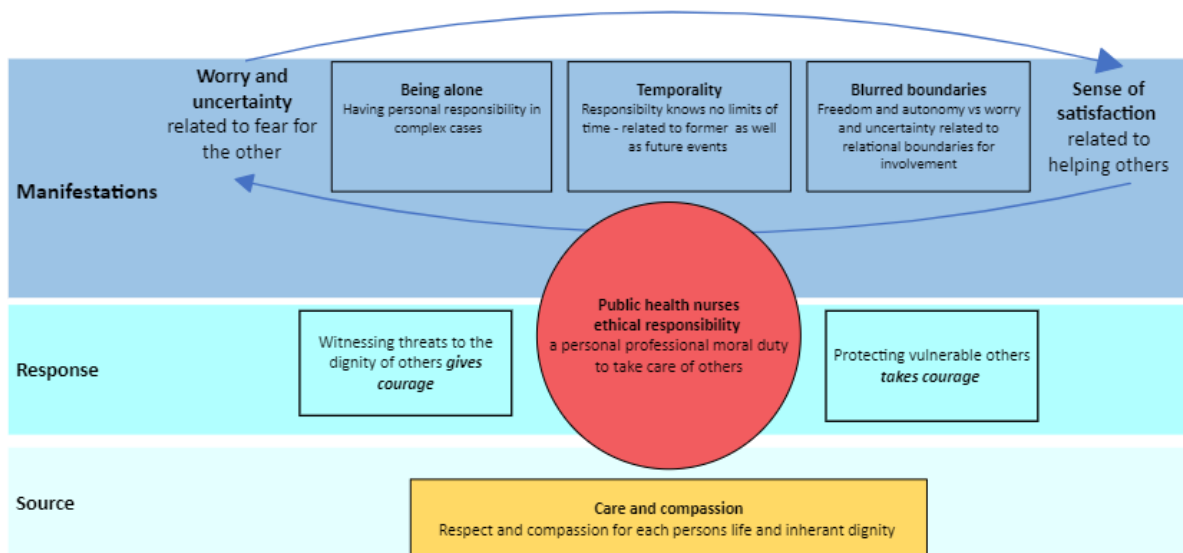 Worry and
uncertainty
related to fear for
the other
Being alone
Having personal responsibility in
complex cases
Temporality
Responsibilty knows no limits of
time - related to former as well
as future events
Blurred boundaries
Freedom and autonomy vs worry
and uncertainty related to
relational boundaries for
involvement
Sense of
satisfaction
related to
helping others
Manifestations
Public health nurses
ethical responsibility
a personal professional moral duty
to take care of others
Response
Witnessing threats to the
dignity of others gives
courage
Protecting vulnerable others
takes courage
Source
Care and compassion
Respect and compassion for each persons life and inherant dignity